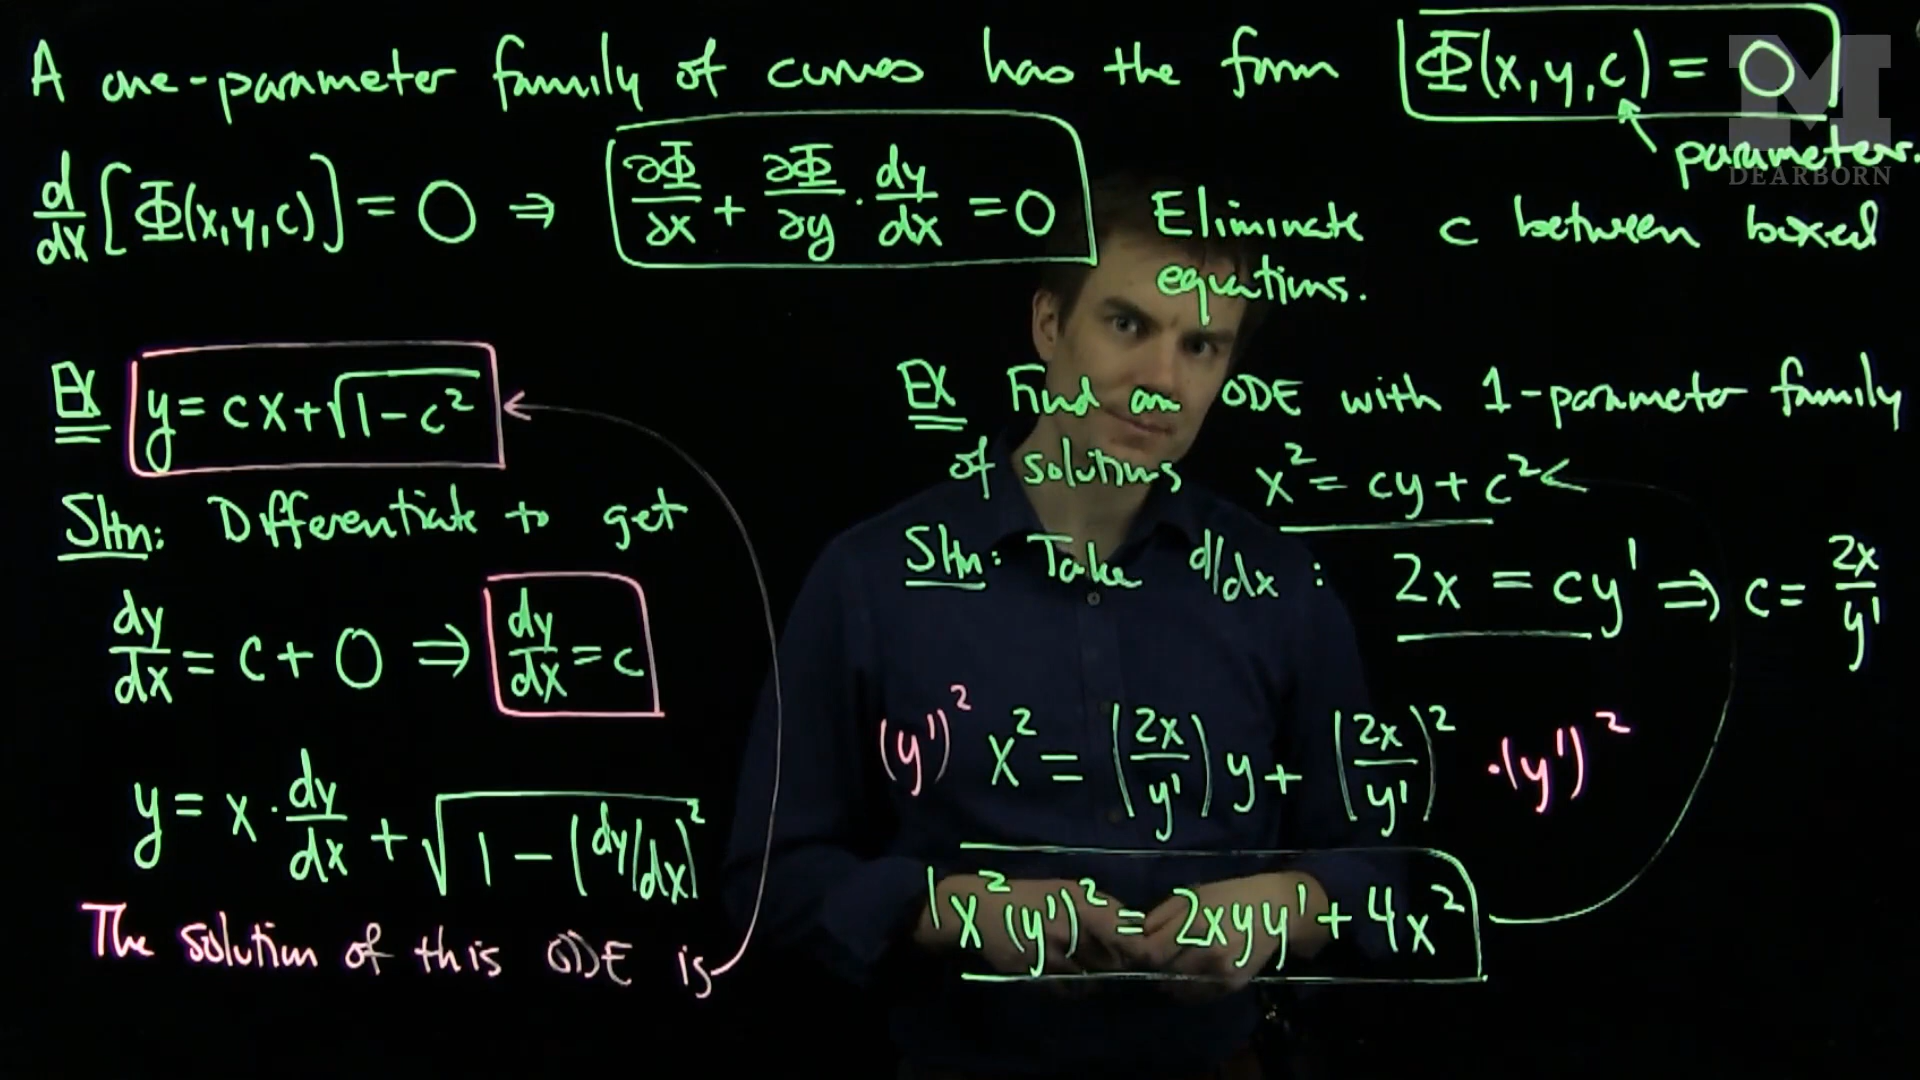 A one-parameter family of curves has the form Φ(x,y,c) = 0
parameter.
M
DEARBORN
d/dx [Φ(x,y,c)] = 0 ⇒ ∂Φ/∂x + ∂Φ/∂y · dy/dx = 0 Eliminate c between boxed
equations.
Ex y = cx + √(1-c²)
Sltn: Differentiate to get
dy/dx = c + 0 ⇒ dy/dx = c
y = x · dy/dx + √(1 - (dy/dx)²)
The solution of this ODE is
Ex Find an ODE with 1-parameter family
of solutions x² = cy + c²
Sltn: Take d/dx : 2x = cy' ⇒ c = 2x/y'
(y')² x² = (2x/y') y + (2x/y')² · (y')²
x²(y')² = 2xyy' + 4x²